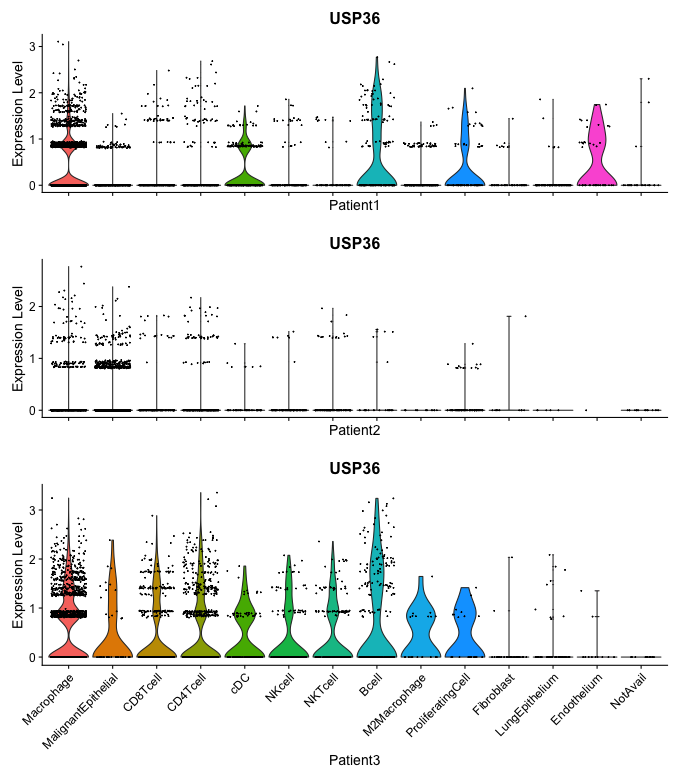 USP36
Expression Level
3
2
1
0
Patient1
USP36
Expression Level
2
1
0
Patient2
USP36
Expression Level
3
2
1
0
Macrophage
MalignantEpithelial
CD8Tcell
CD4Tcell
cDC
NKcell
NKTcell
Bcell
M2Macrophage
ProliferatingCell
Fibroblast
LungEpithelium
Endothelium
NotAvail
Patient3